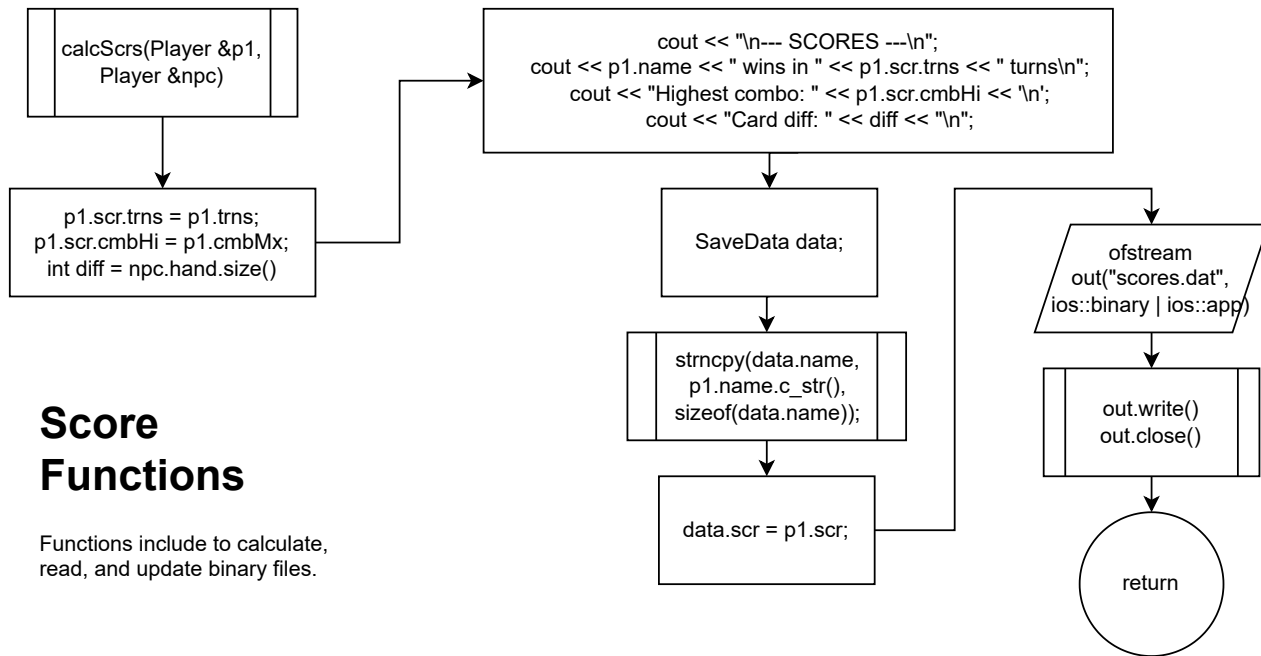 calcScrs(Player &p1,
Player &npc)
p1.scr.trns = p1.trns;
p1.scr.cmbHi = p1.cmbMx;
int diff = npc.hand.size()
cout << "\n--- SCORES ---\n";
cout << p1.name << " wins in " << p1.scr.trns << " turns\n";
cout << "Highest combo: " << p1.scr.cmbHi << '\n';
cout << "Card diff: " << diff << "\n";
SaveData data;
strncpy(data.name,
p1.name.c_str(),
sizeof(data.name));
data.scr = p1.scr;
ofstream
out("scores.dat",
ios::binary | ios::app)
out.write()
out.close()
return
Score
Functions
Functions include to calculate,
read, and update binary files.